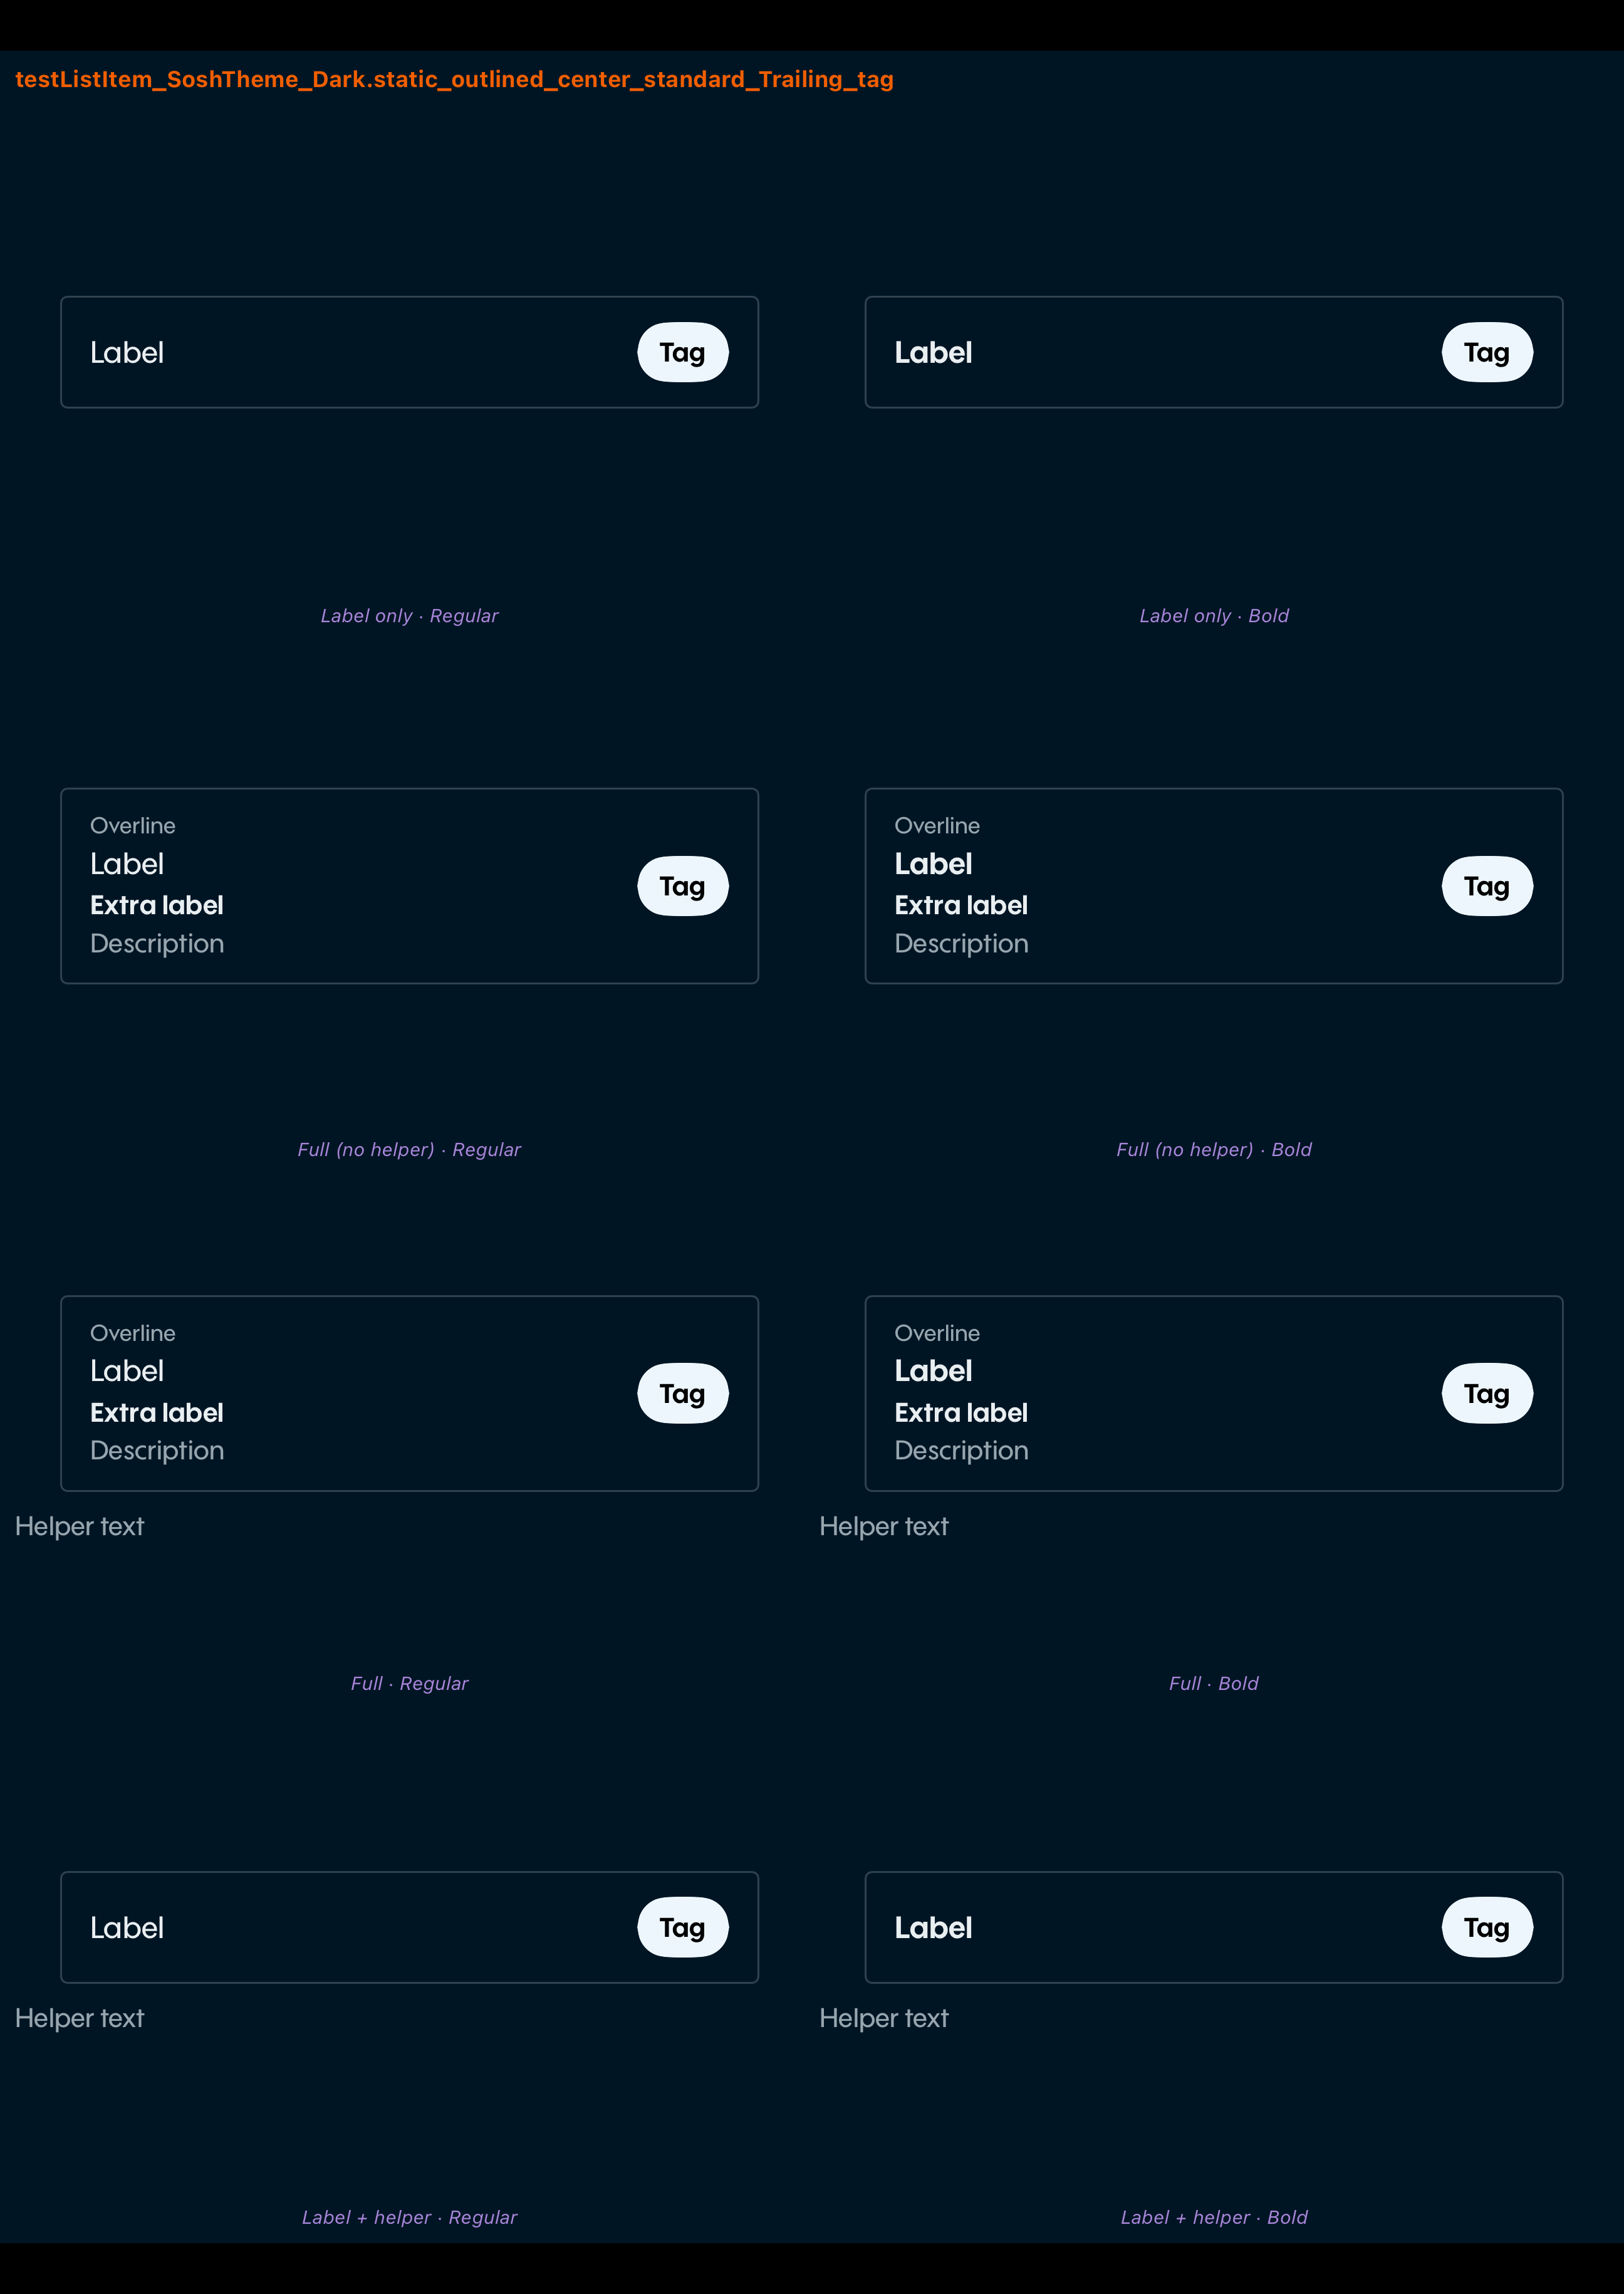 testListItem_SoshTheme_Dark.static_outlined_center_standard_Trailing_tag
Label Tag
Label Tag
Label only · Regular
Label only · Bold
Overline
Label
Extra label
Description
Tag
Overline
Label
Extra label
Description
Tag
Full (no helper) · Regular
Full (no helper) · Bold
Overline
Label
Extra label
Description
Tag
Helper text
Overline
Label
Extra label
Description
Tag
Helper text
Full · Regular
Full · Bold
Label Tag
Helper text
Label Tag
Helper text
Label + helper · Regular
Label + helper · Bold